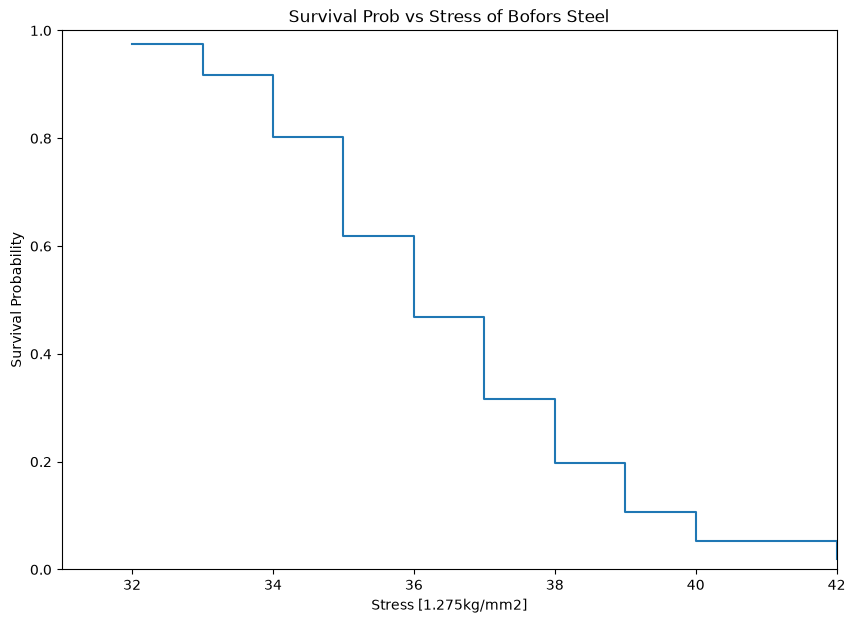 Survival Prob vs Stress of Bofors Steel
1.0
0.8
0.6
0.4
0.2
0.0
Survival Probability
32 34 36 38 40 42
Stress [1.275kg/mm2]